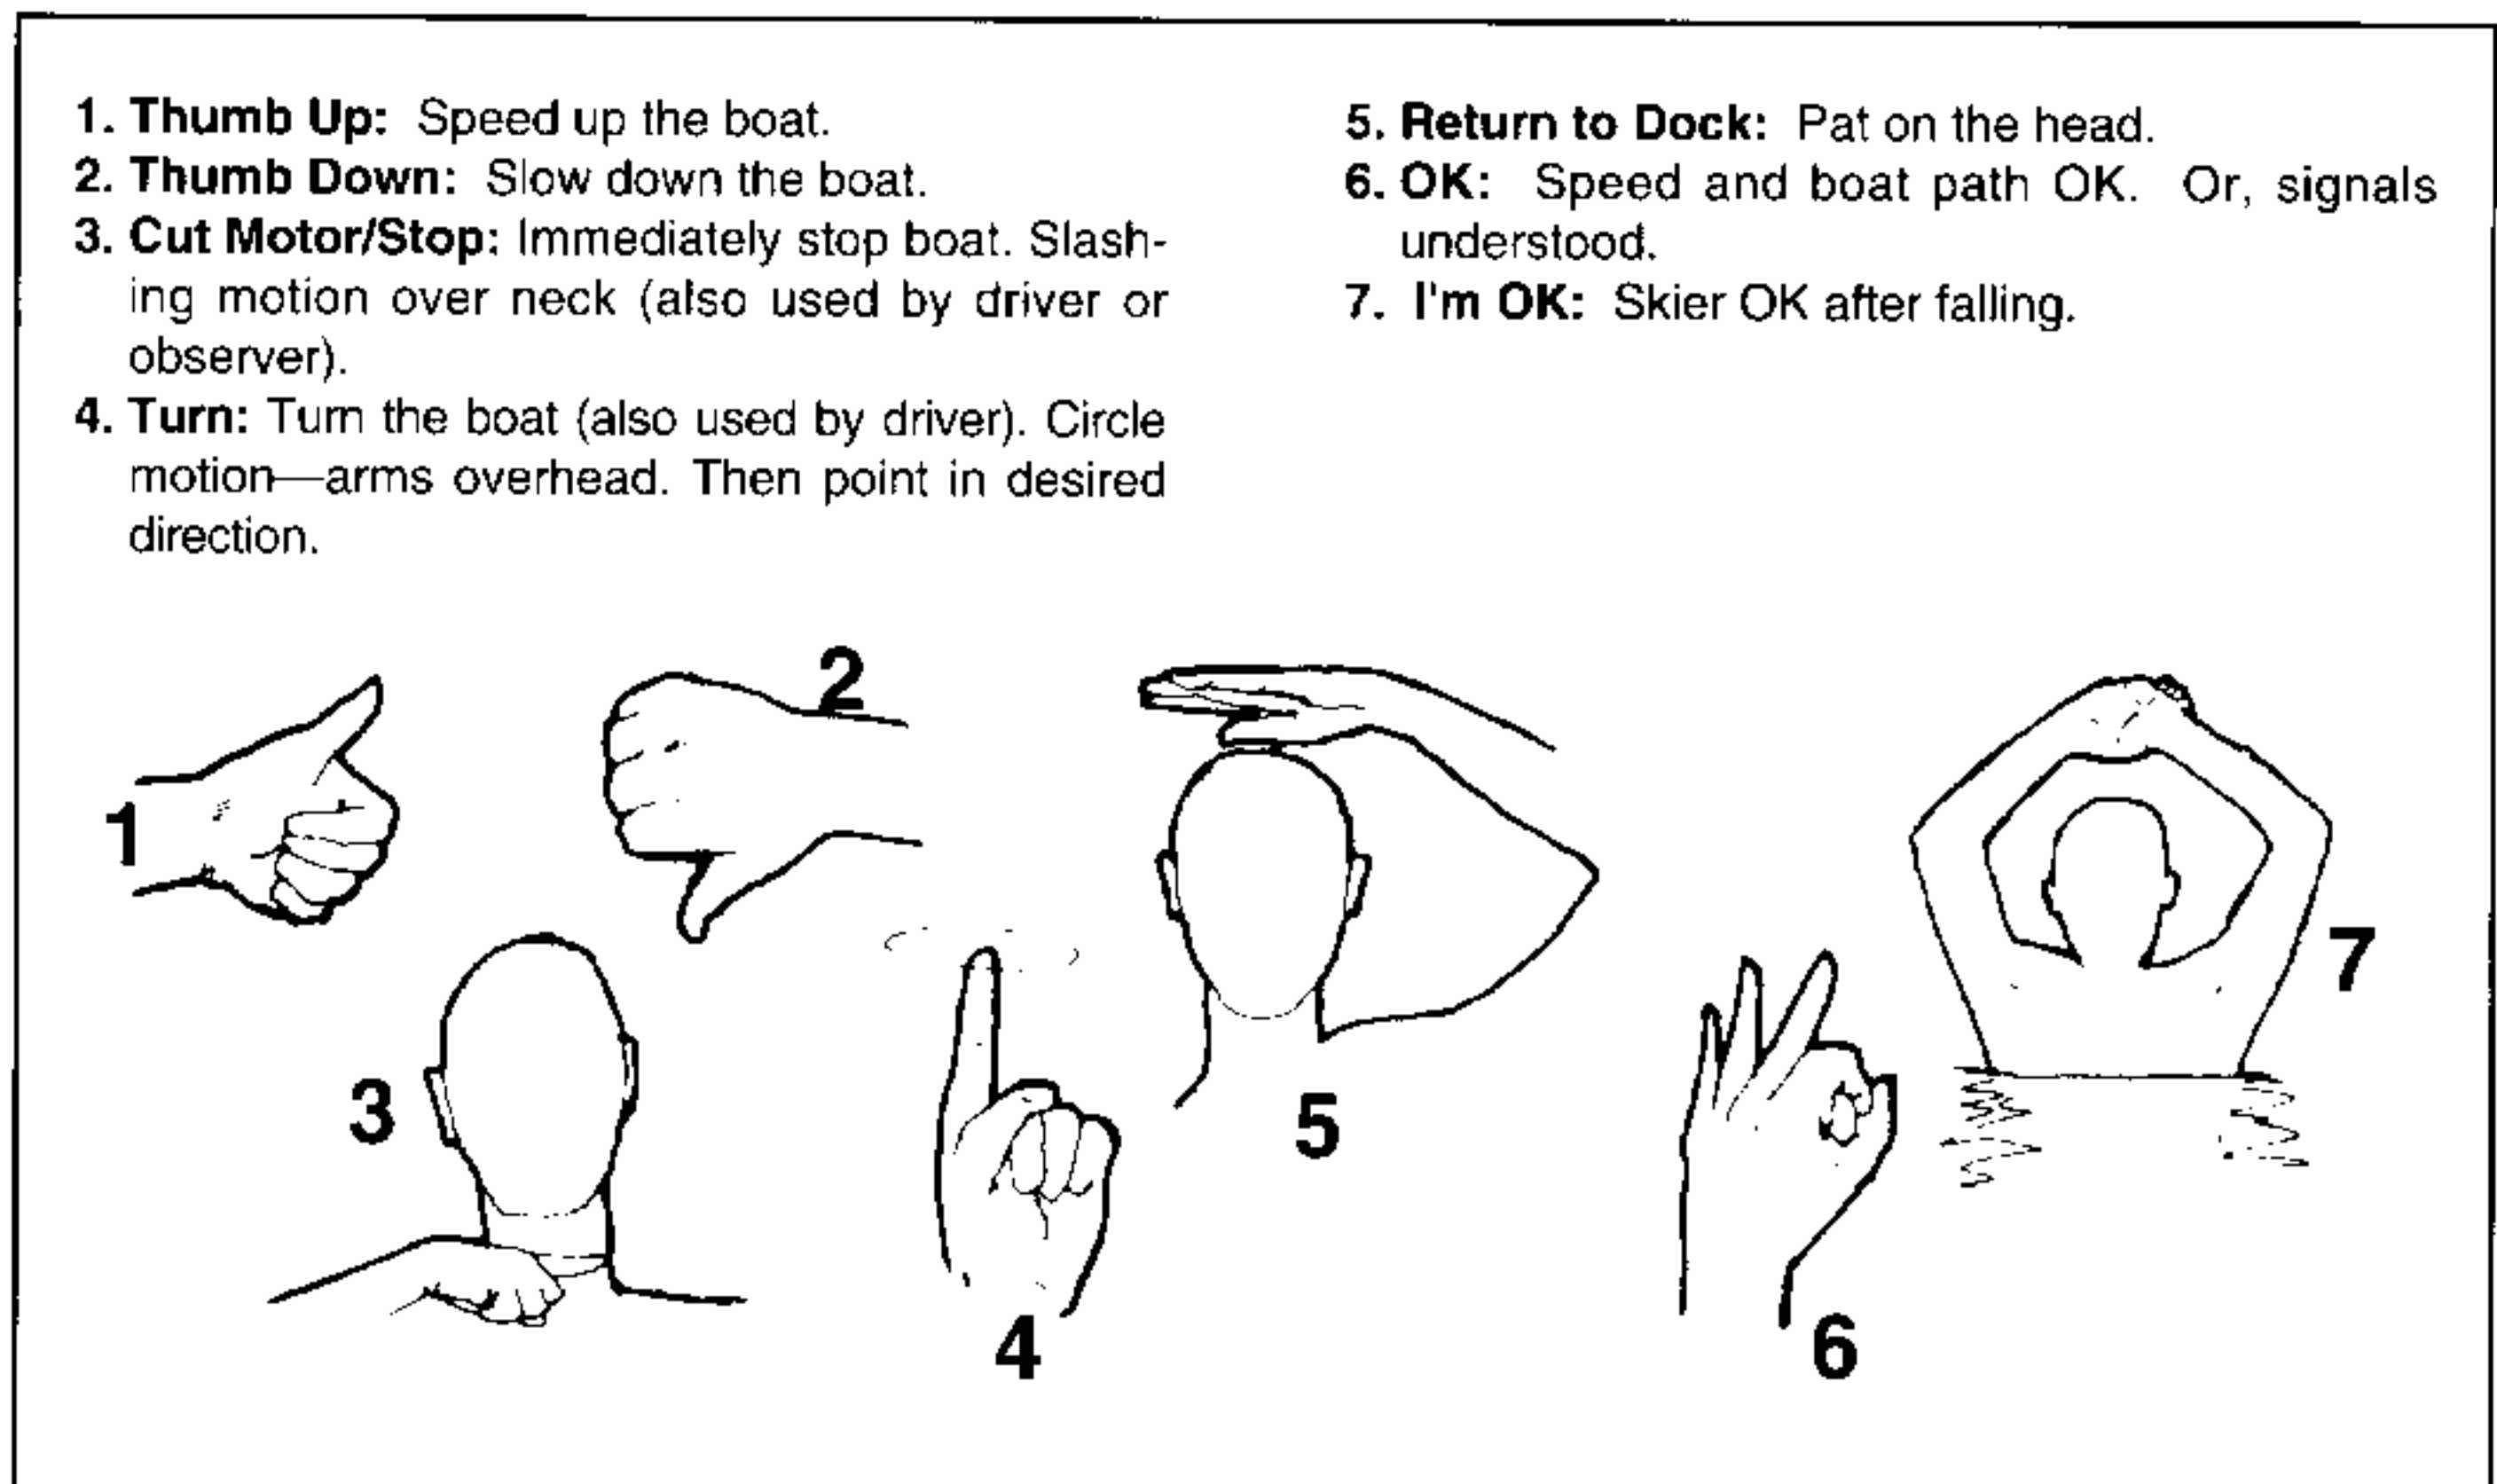 1. Thumb Up: Speed up the boat.
2. Thumb Down: Slow down the boat.
3. Cut Motor/Stop: Immediately stop boat. Slash-
ing motion over neck (also used by driver or
observer).
4. Turn: Turn the boat (also used by driver). Circle
motion—arms overhead. Then point in desired
direction.
5. Return to Dock: Pat on the head.
6. OK: Speed and boat path OK. Or, signals
understood.
7. I'm OK: Skier OK after falling.
1
2
3
4
5
6
7